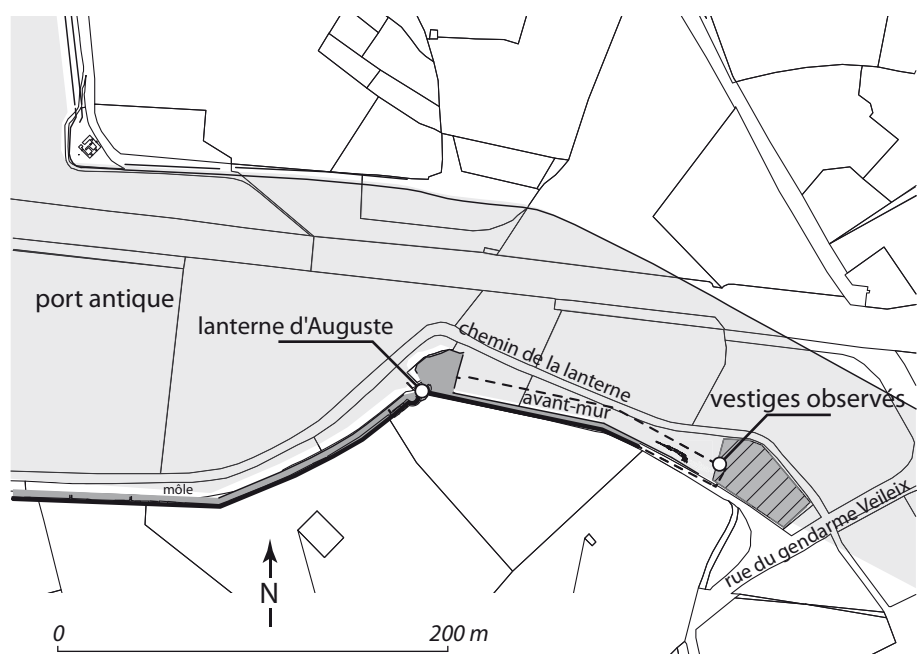 port antique
lanterne d'Auguste
chemin de la lanterne
avant-mur
vestiges observés
môle
rue du gendarme Veileix
N
0
200 m